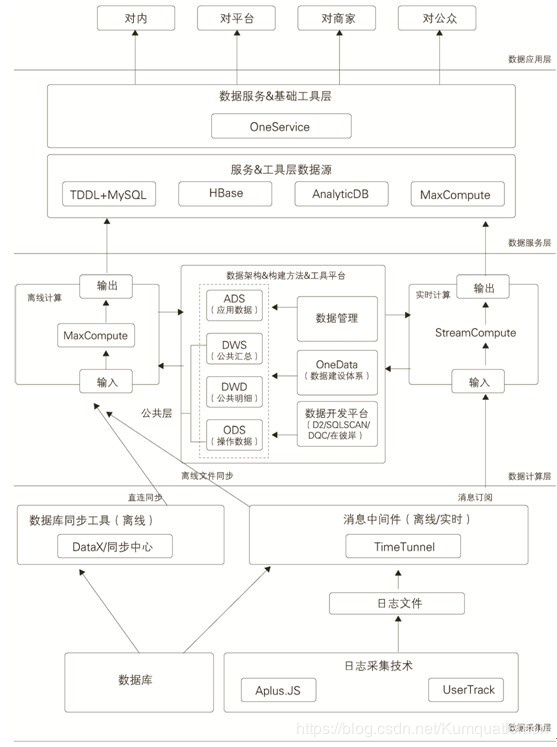 对内 对平台 对商家 对公众
数据应用层
数据服务&基础工具层
OneService
服务&工具层数据源
TDDL+MySQL HBase AnalyticDB MaxCompute
数据服务层
数据架构&构建方法&工具平台
输出
离线计算
MaxCompute
输入
ADS
(应用数据)
DWS
(公共汇总)
DWD
(公共明细)
公共层
ODS
(操作数据)
数据管理
OneData
(数据建设体系)
数据开发平台
(D2/SQLSCAN/
DQC/在彼岸)
输出
实时计算
StreamCompute
输入
离线文件同步
数据计算层
直连同步
消息订阅
数据库同步工具(离线)
DataX/同步中心
消息中间件(离线/实时)
TimeTunnel
日志文件
数据库
日志采集技术
Aplus.JS UserTrack
数据采集层